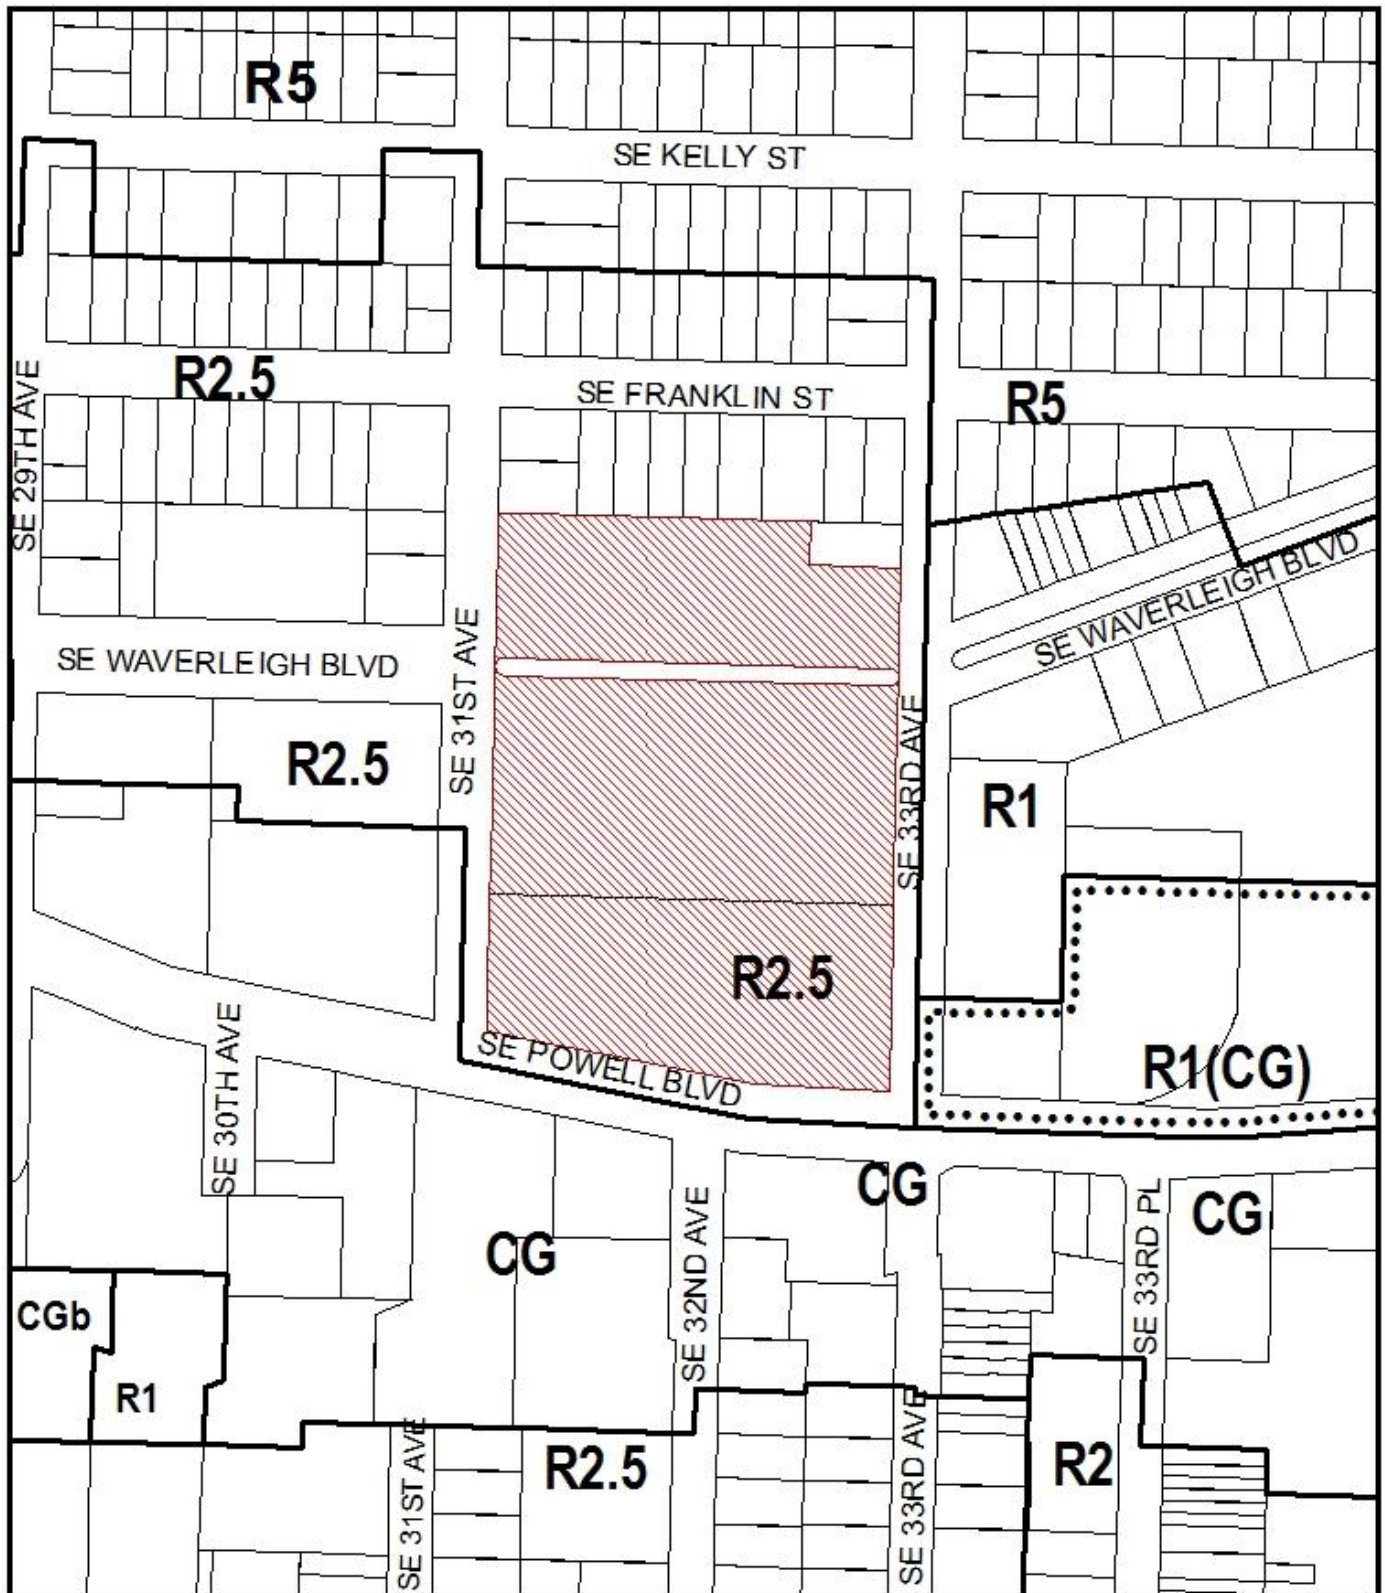 R5
SE KELLY ST
SE 29TH AVE
R2.5
SE FRANKLIN ST
R5
SE WAVERLEIGH BLVD
SE 31ST AVE
SE WAVERLEIGH BLVD
R2.5
SE 33RD AVE
R1
R2.5
SE POWELL BLVD
R1(CG)
SE 30TH AVE
CG
CG
SE 32ND AVE
SE 33RD PL
CG
CGb
R1
SE 31ST AVE
R2.5
SE 33RD AVE
R2